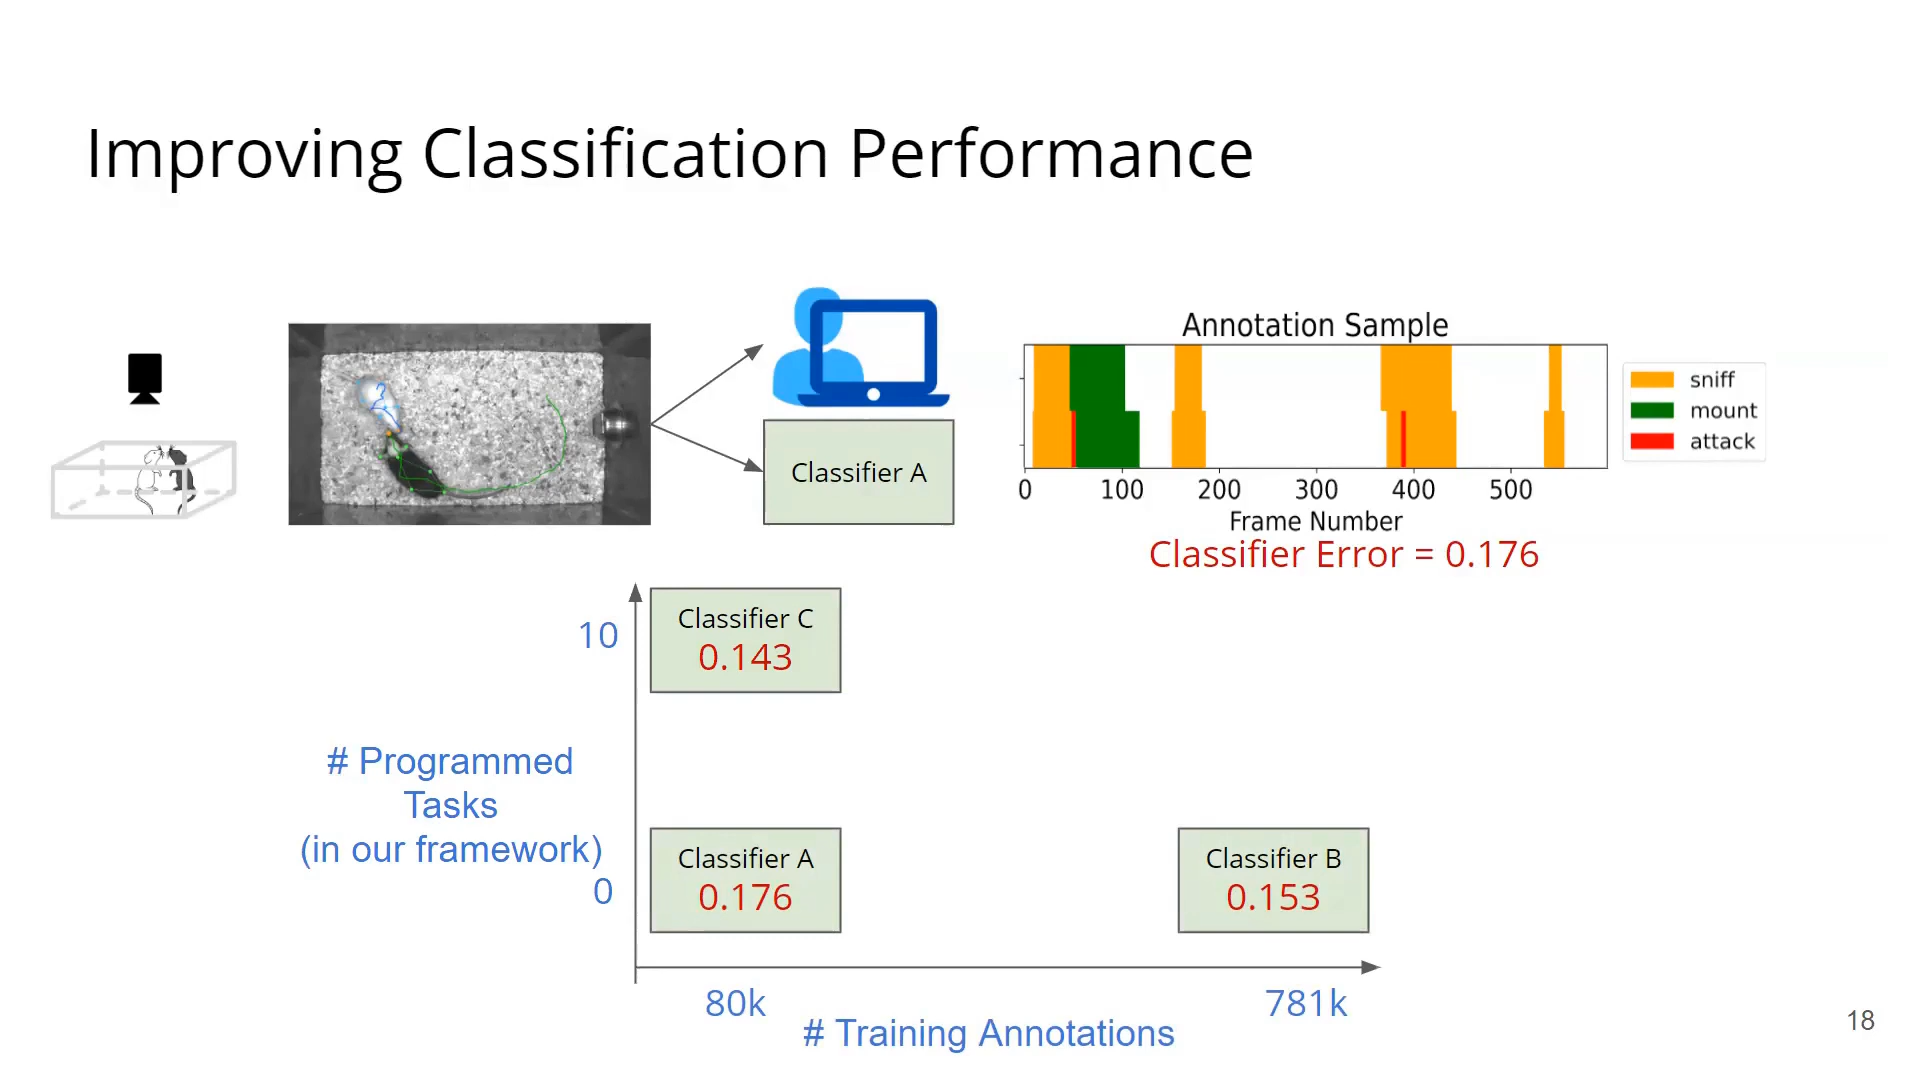 Improving Classification Performance
Annotation Sample
sniff
mount
attack
Classifier A
0 100 200 300 400 500
Frame Number
Classifier Error = 0.176
10
Classifier C
0.143
# Programmed
Tasks
(in our framework)
0
Classifier A
0.176
Classifier B
0.153
80k
781k
# Training Annotations
18